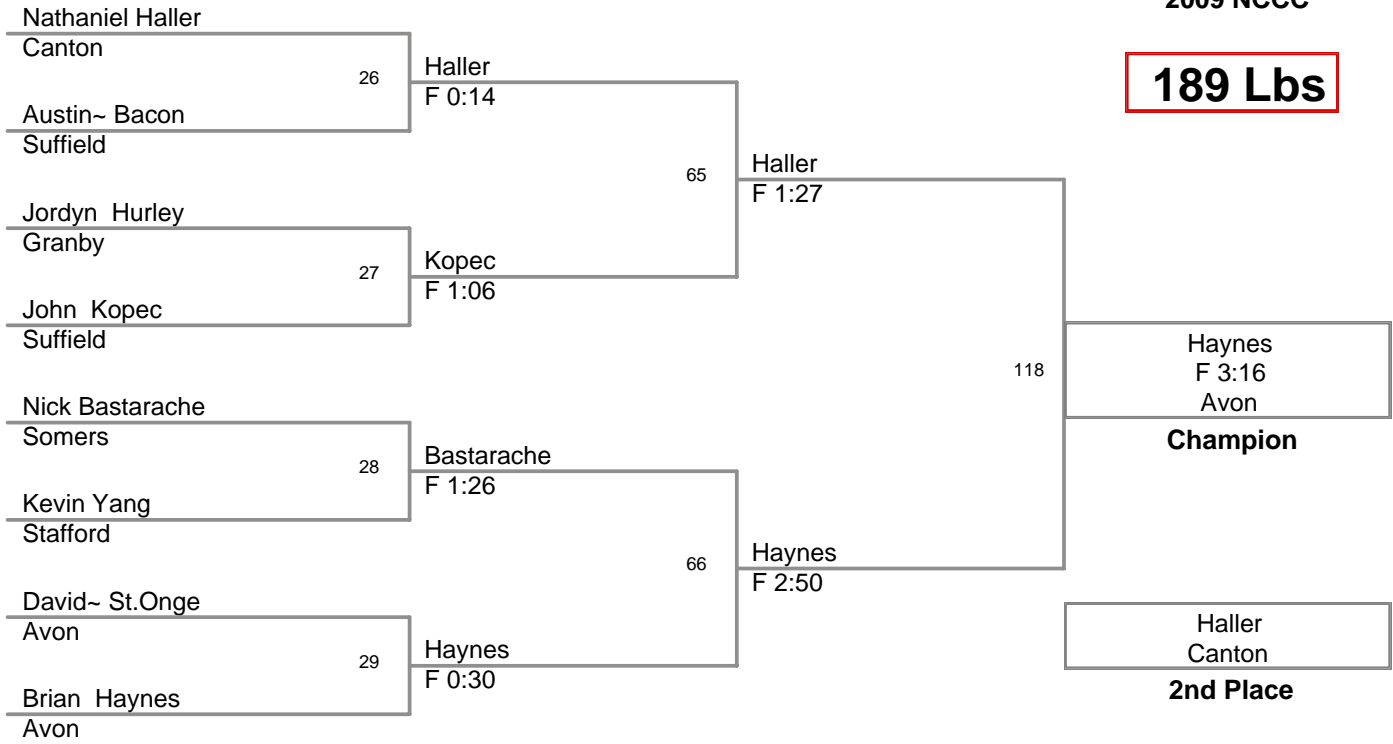 2009 NCCC
189 Lbs
Nathaniel Haller
Canton
26
Austin~ Bacon
Suffield
Haller
F 0:14
Jordyn  Hurley
Granby
27
John  Kopec
Suffield
Kopec
F 1:06
65
Haller
F 1:27
Nick Bastarache
Somers
28
Kevin Yang
Stafford
Bastarache
F 1:26
David~ St.Onge
Avon
29
Brian  Haynes
Avon
Haynes
F 0:30
66
Haynes
F 2:50
118
Haynes
F 3:16
Avon
Champion
Haller
Canton
2nd Place